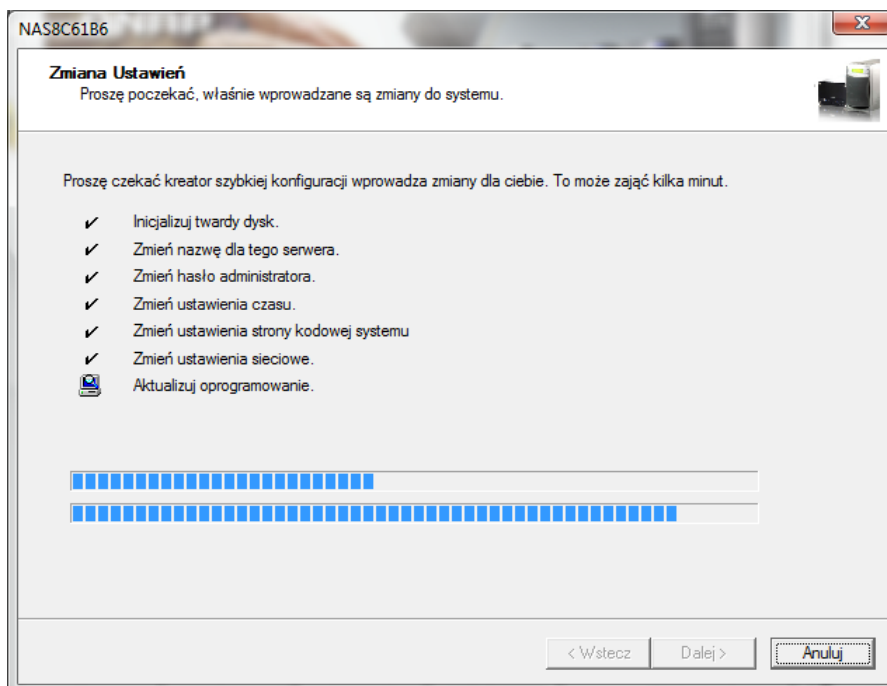 NAS8C61B6
Zmiana Ustawień
Proszę poczekać, właśnie wprowadzane są zmiany do systemu.
Proszę czekać kreator szybkiej konfiguracji wprowadza zmiany dla ciebie. To może zająć kilka minut.
Inicjalizuj twardy dysk.
Zmień nazwę dla tego serwera.
Zmień hasło administratora.
Zmień ustawienia czasu.
Zmień ustawienia strony kodowej systemu
Zmień ustawienia sieciowe.
Aktualizuj oprogramowanie.
< Wstecz
Dalej >
Anuluj